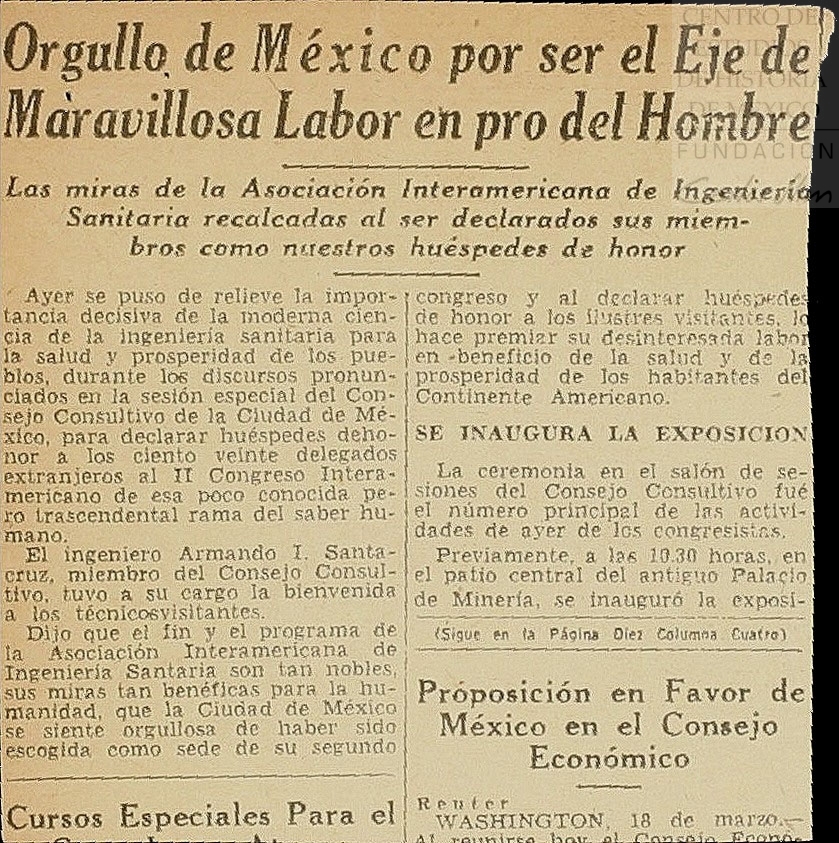 Orgullo de México por ser el Eje de
Maravillosa Labor en pro del Hombre
Las miras de la Asociación Interamericana de Ingeniería
Sanitaria recalcadas al ser declarados sus miem-
bros como nuestros huéspedes de honor
Ayer se puso de relieve la impor-
tancia decisiva de la moderna cien-
cia de la ingeniería sanitaria para
la salud y prosperidad de los pue-
blos, durante los discursos pronun-
ciados en la sesión especial del Con-
sejo Consultivo de la Ciudad de Mé-
xico, para declarar huéspedes deho-
nor a los ciento veinte delegados
extranjeros al II Congreso Intera-
mericano de esa poco conocida pe-
ro trascendental rama del saber hu-
mano.
El ingeniero Armando I. Santa-
cruz, miembro del Consejo Consul-
tivo, tuvo a su cargo la bienvenida
a los técnicosvisitantes.
Dijo que el fin y el programa de
la Asociación Interamericana de
Ingeniería Santaria son tan nobles,
sus miras tan benéficas para la hu-
manidad, que la Ciudad de México
se siente orgullosa de haber sido
escogida como sede de su segundo
congreso y al declarar huéspedes
de honor a los ilustres visitantes, lo
hace premiar su desinteresada labor
en beneficio de la salud y de la
prosperidad de los habitantes del
Continente Americano.
SE INAUGURA LA EXPOSICION
La ceremonia en el salón de se-
siones del Consejo Consultivo fué
el número principal de las activi-
dades de ayer de los congresistas.
Previamente, a las 10.30 horas, en
el patio central del antiguo Palacio
de Minería, se inauguró la exposi-
(Sigue en la Página Diez Columna Cuatro)
Proposición en Favor de
México en el Consejo
Económico
Reuter
WASHINGTON, 18 de marzo.—
Al reunirse hoy el Consejo Econó-
Cursos Especiales Para el
CENTRO DE
ESTUDIOS
DE HISTORIA
DE MÉXICO
FUNDACIÓN